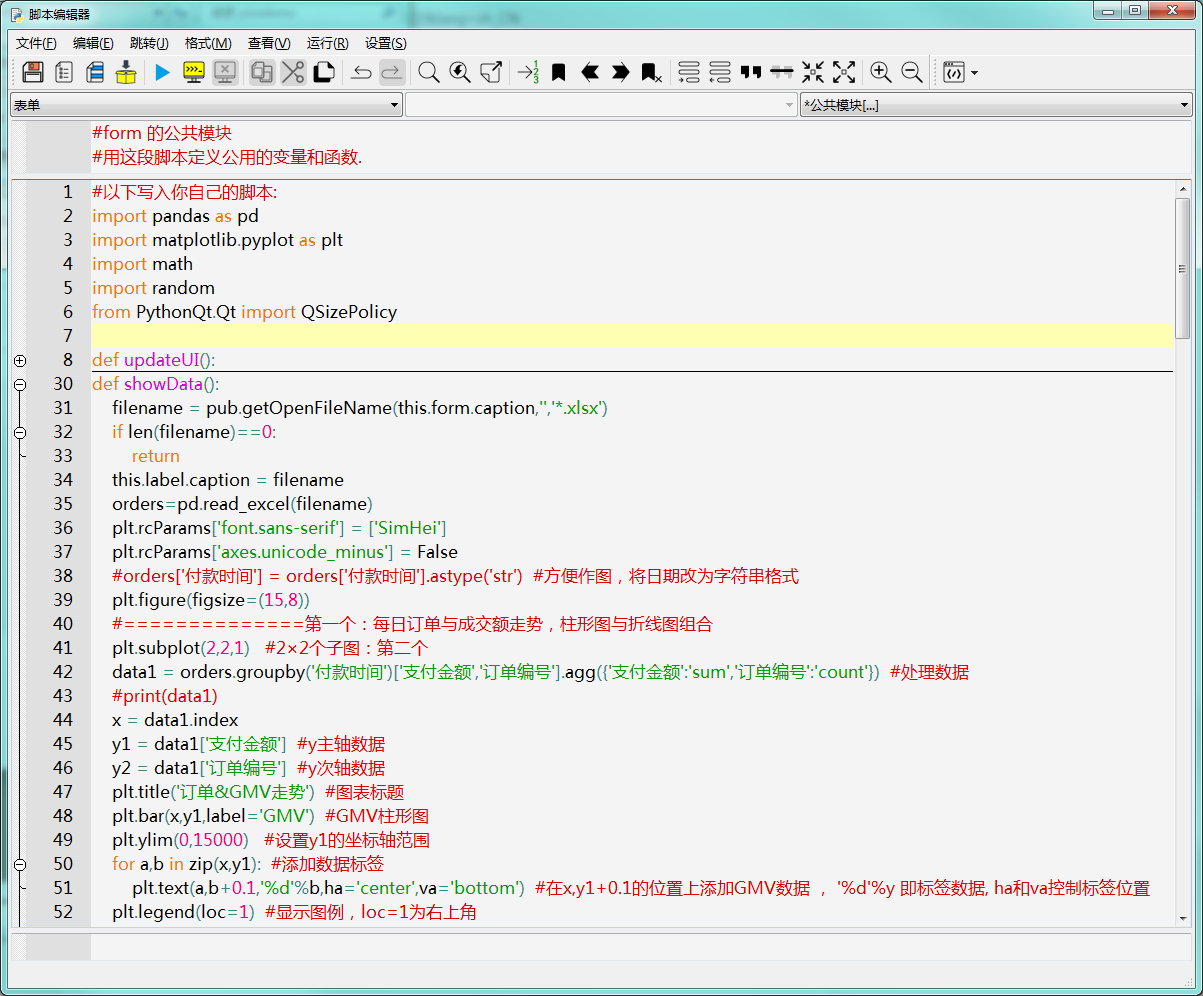 脚本编辑器
文件(F) 编辑(E) 跳转(J) 格式(M) 查看(V) 运行(R) 设置(S)
表单 *公共模块[...]
#form 的公共模块
#用这段脚本定义公用的变量和函数.
1 #以下写入你自己的脚本:
2 import pandas as pd
3 import matplotlib.pyplot as plt
4 import math
5 import random
6 from PythonQt.Qt import QSizePolicy
7
8 def updateUI():
30 def showData():
31 filename = pub.getOpenFileName(this.form.caption,'','*.xlsx')
32 if len(filename)==0:
33 return
34 this.label.caption = filename
35 orders=pd.read_excel(filename)
36 plt.rcParams['font.sans-serif'] = ['SimHei']
37 plt.rcParams['axes.unicode_minus'] = False
38 #orders['付款时间'] = orders['付款时间'].astype('str') #方便作图，将日期改为字符串格式
39 plt.figure(figsize=(15,8))
40 #==============第一个：每日订单与成交额走势，柱形图与折线图组合
41 plt.subplot(2,2,1) #2×2个子图：第二个
42 data1 = orders.groupby('付款时间')['支付金额','订单编号'].agg({'支付金额':'sum','订单编号':'count'}) #处理数据
43 #print(data1)
44 x = data1.index
45 y1 = data1['支付金额'] #y主轴数据
46 y2 = data1['订单编号'] #y次轴数据
47 plt.title('订单&GMV走势') #图表标题
48 plt.bar(x,y1,label='GMV') #GMV柱形图
49 plt.ylim(0,15000) #设置y1的坐标轴范围
50 for a,b in zip(x,y1): #添加数据标签
51 plt.text(a,b+0.1,'%d'%b,ha='center',va='bottom') #在x,y1+0.1的位置上添加GMV数据 ， '%d'%y 即标签数据, ha和va控制标签位置
52 plt.legend(loc=1) #显示图例，loc=1为右上角